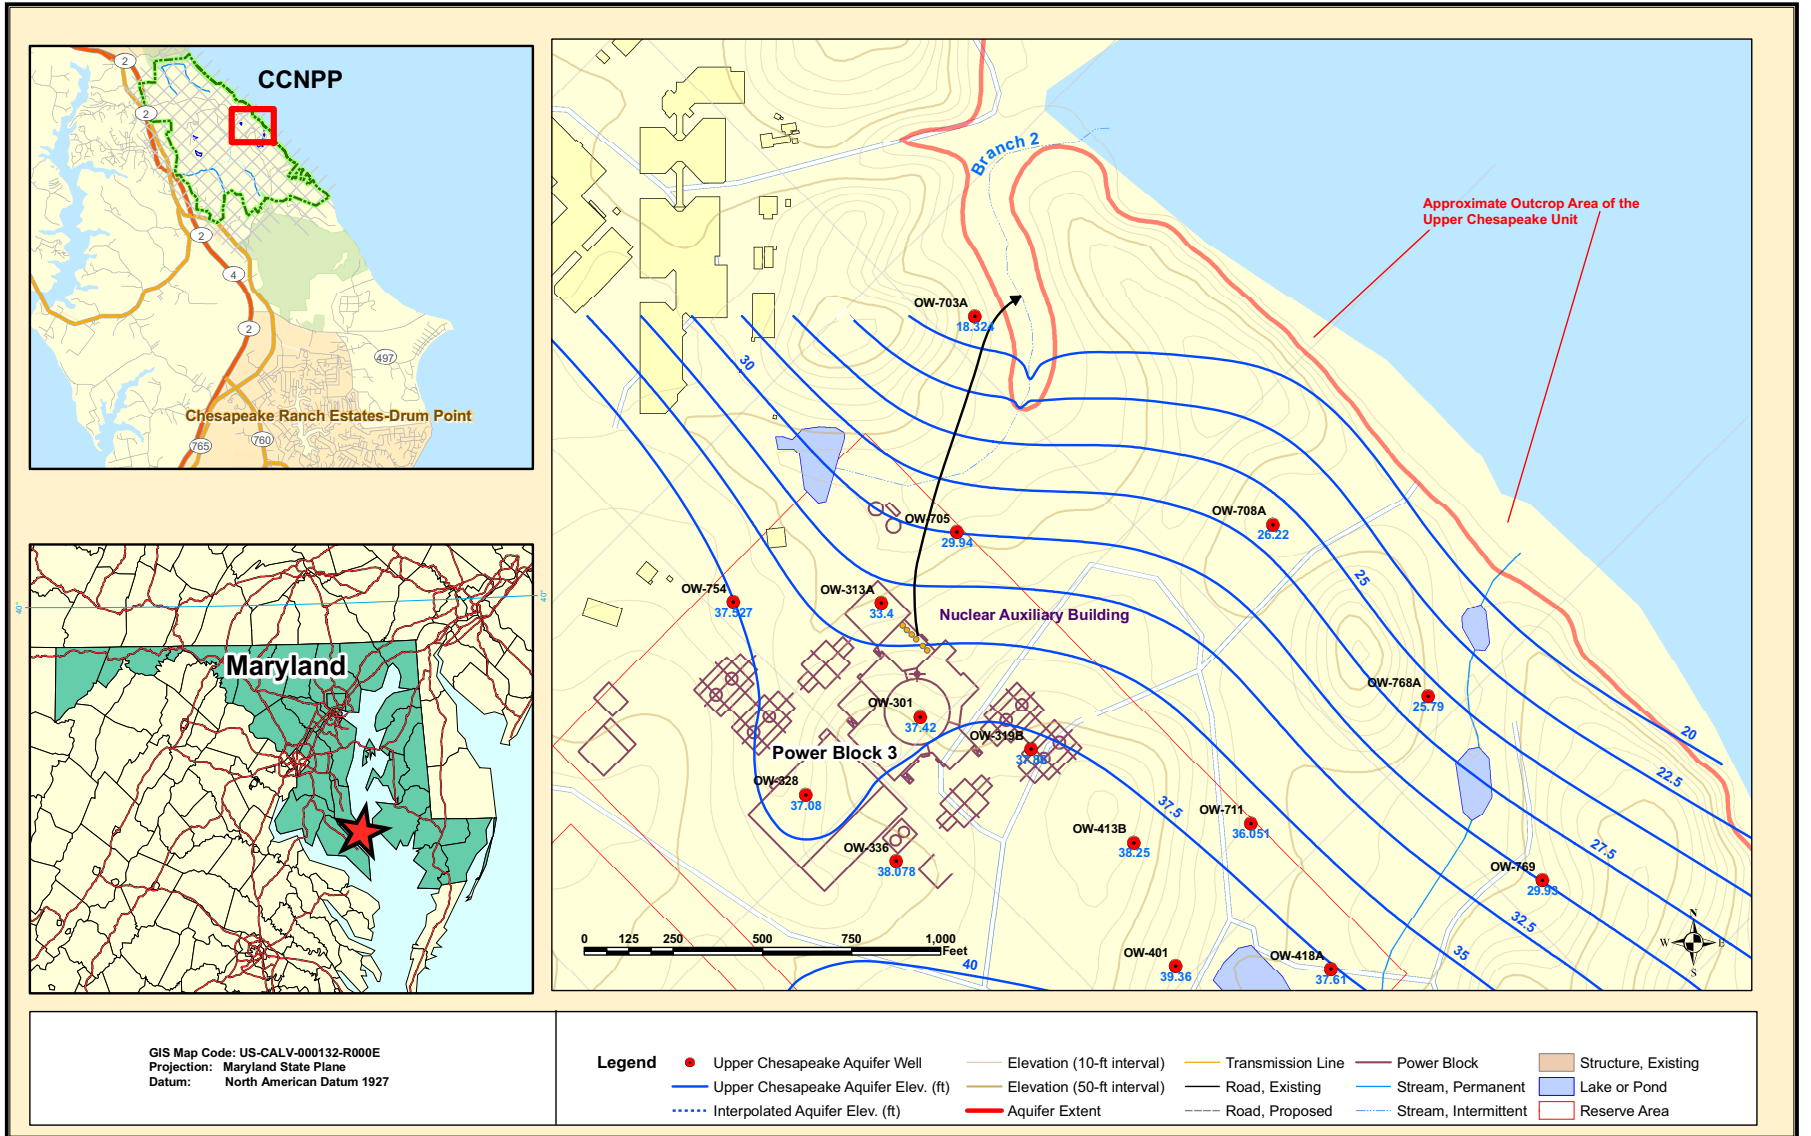 CCNPP
2
2
2
4
2
497
Chesapeake Ranch Estates-Drum Point
765
760
40°
40°
Maryland
Branch 2
Approximate Outcrop Area of the
Upper Chesapeake Unit
OW-703A
30
OW-705
29.94
OW-708A
26.22
25
OW-754
37.527
OW-313A
33.4
Nuclear Auxiliary Building
OW-768A
25.79
OW-301
37.42
OW-319B
Power Block 3
20
22.5
OW-328
37.08
37.5
OW-711
36.051
OW-413B
38.25
27.5
OW-336
38.078
OW-769
29.93
32.5
35
0 125 250 500 750 1,000
Feet
40
OW-401
39.36
OW-418A
37.61
N
W E
S
GIS Map Code: US-CALV-000132-R000E
Projection: Maryland State Plane
Datum: North American Datum 1927
Legend
Upper Chesapeake Aquifer Well
Upper Chesapeake Aquifer Elev. (ft)
Interpolated Aquifer Elev. (ft)
Elevation (10-ft interval)
Elevation (50-ft interval)
Aquifer Extent
Transmission Line
Road, Existing
Road, Proposed
Power Block
Stream, Permanent
Stream, Intermittent
Structure, Existing
Lake or Pond
Reserve Area